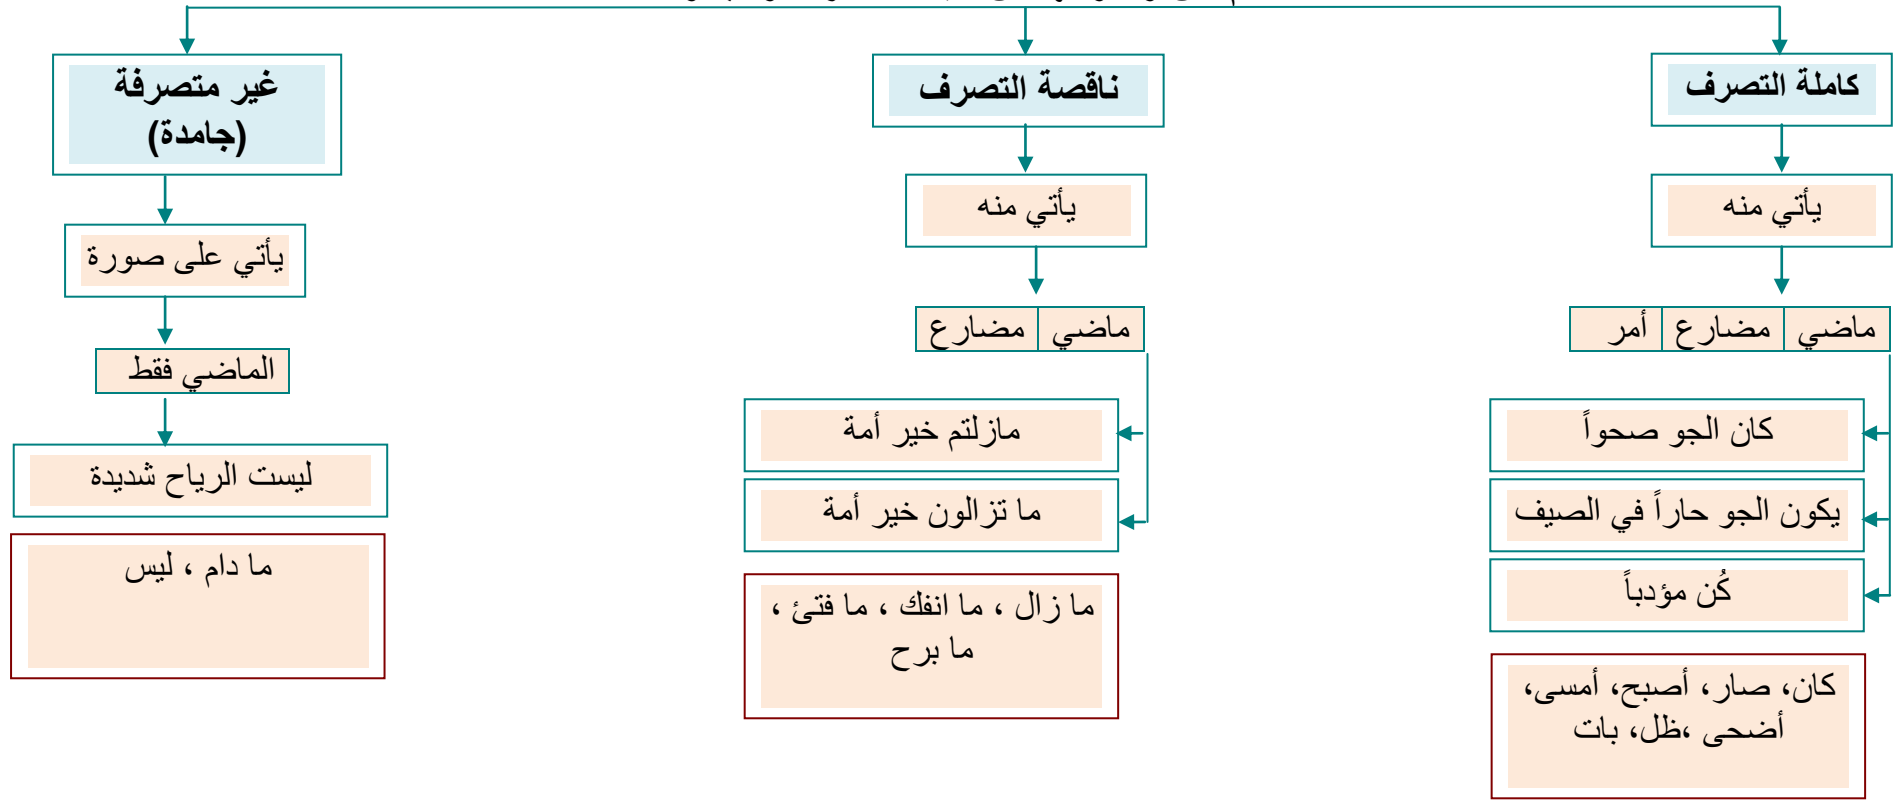 كاملة التصرف
يأتي منه
ماضي مضارع أمر
كان الجو صحواً
يكون الجو حاراً في الصيف
كُن مؤدباً
كان، صار، أصبح، أمسى،
أضحى ،ظل، بات
ناقصة التصرف
يأتي منه
ماضي مضارع
مازلتم خير أمة
ما تزالون خير أمة
ما زال ، ما انفك ، ما فتئ ،
ما برح
غير متصرفة
(جامدة)
يأتي على صورة
الماضي فقط
ليست الرياح شديدة
ما دام ، ليس